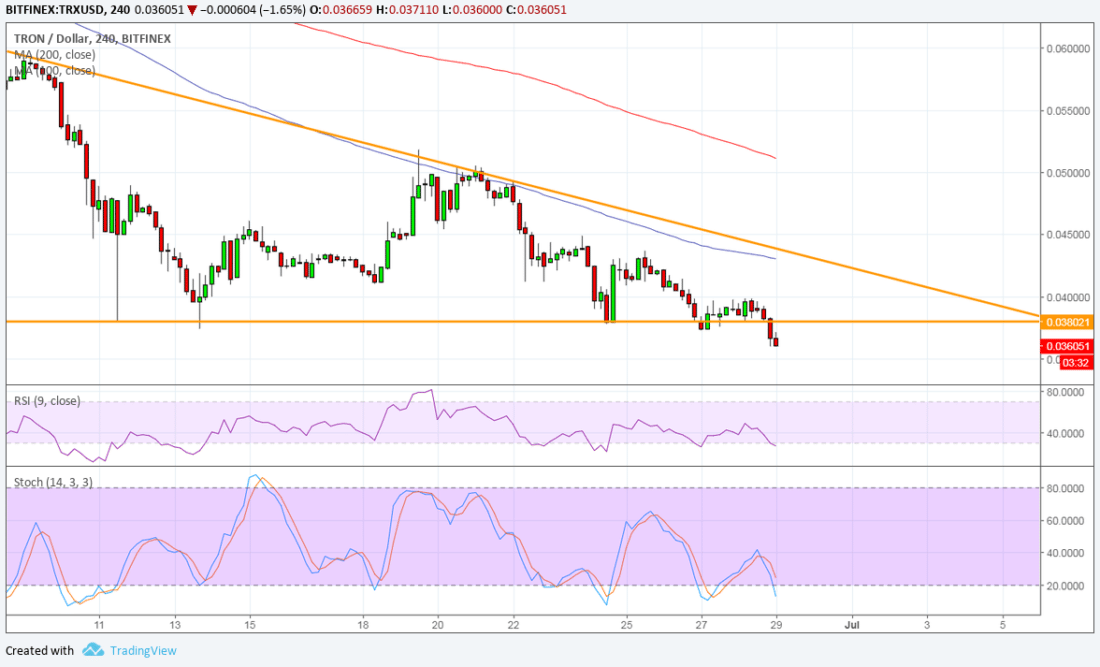 BITFINEX:TRXUSD, 240 0.036051 ▼ −0.000604 (−1.65%) O:0.036659 H:0.037110 L:0.036000 C:0.036051
TRON / Dollar, 240, BITFINEX
MA (200, close)
MA (100, close)
0.060000
0.055000
0.050000
0.045000
0.040000
0.038021
0.036051
03:32
RSI (9, close)
80.0000
40.0000
Stoch (14, 3, 3)
80.0000
60.0000
40.0000
20.0000
11 13 15 18 20 22 25 27 29 Jul 3 5
Created with TradingView